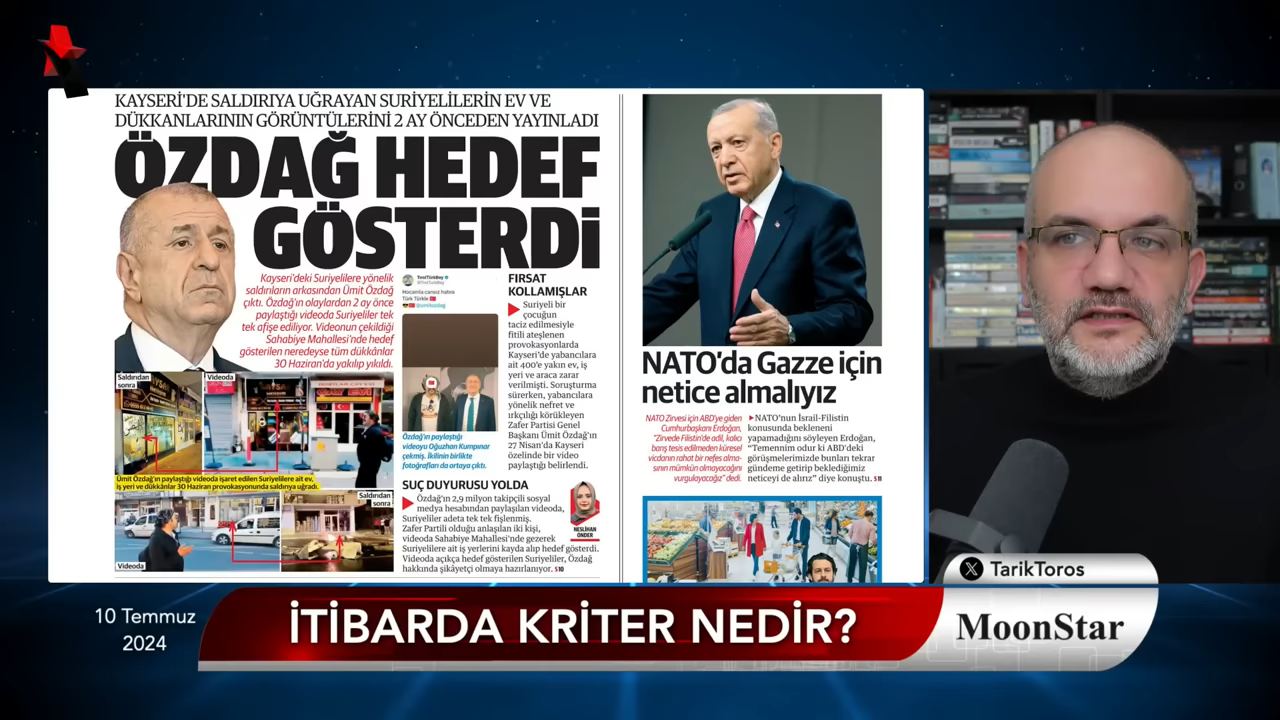 KAYSERİ'DE SALDIRIYA UĞRAYAN SURİYELİLERİN EV VE
DÜKKANLARININ GÖRÜNTÜLERİNİ 2 AY ÖNCEDEN YAYINLADI
ÖZDAĞ HEDEF
GÖSTERDİ
Kayseri'deki Suriyelilere yönelik
saldırıların arkasından Ümit Özdağ
çıktı. Özdağ'ın olaylardan 2 ay önce
paylaştığı videoda Suriyeliler tek
tek afişe ediliyor. Videonun çekildiği
Sahabiye Mahallesi'nde hedef
gösterilen neredeyse tüm dükkânlar
30 Haziran'da yakılıp yıkıldı.
Saldırıdan
sonra
Videoda
Ümit Özdağ'ın paylaştığı videoda işaret edilen Suriyelilere ait ev,
iş yeri ve dükkânlar 30 Haziran provokasyonunda saldırıya uğradı.
Saldırıdan
sonra
Videoda
Hocamla cansız hatıra
Türk Türkle
@umitozdag
Özdağ'ın paylaştığı
videoyu Oğuzhan Kumpınar
çekmiş. İkilinin birlikte
fotoğrafları da ortaya çıktı.
FIRSAT
KOLLAMIŞLAR
Suriyeli bir
çocuğun
taciz edilmesiyle
fitili ateşlenen
provokasyonlarda
Kayseri'de yabancılara
ait 400'e yakın ev, iş
yeri ve araca zarar
verilmişti. Soruşturma
sürerken, yabancılara
yönelik nefret ve
ırkçılığı körükleyen
Zafer Partisi Genel
Başkanı Ümit Özdağ'ın
27 Nisan'da Kayseri
özelinde bir video
paylaştığı belirlendi.
SUÇ DUYURUSU YOLDA
Özdağ'ın 2,9 milyon takipçili sosyal
medya hesabından paylaşılan videoda,
Suriyeliler adeta tek tek fişlenmiş.
Zafer Partili olduğu anlaşılan iki kişi,
videoda Sahabiye Mahallesi'nde gezerek
Suriyelilere ait iş yerlerini kayda alıp hedef gösterdi.
Videoda açıkça hedef gösterilen Suriyeliler, Özdağ
hakkında şikâyetçi olmaya hazırlanıyor. S10
NESLİHAN
ÖNDER
NATO'da Gazze için
netice almalıyız
NATO Zirvesi için ABD'ye giden
Cumhurbaşkanı Erdoğan,
"Zirvede Filistin'de adil, kalıcı
barış tesis edilmeden küresel
vicdanın rahat bir nefes alma-
sının mümkün olmayacağını
vurgulayacağız" dedi.
NATO'nun İsrail-Filistin
konusunda bekleneni
yapamadığını söyleyen Erdoğan,
"Temennim odur ki ABD'deki
görüşmelerimizde bunları tekrar
gündeme getirip beklediğimiz
neticeyi de alırız" diye konuştu. S11
X TarikToros
MoonStar
10 Temmuz
2024
İTİBARDA KRİTER NEDİR?